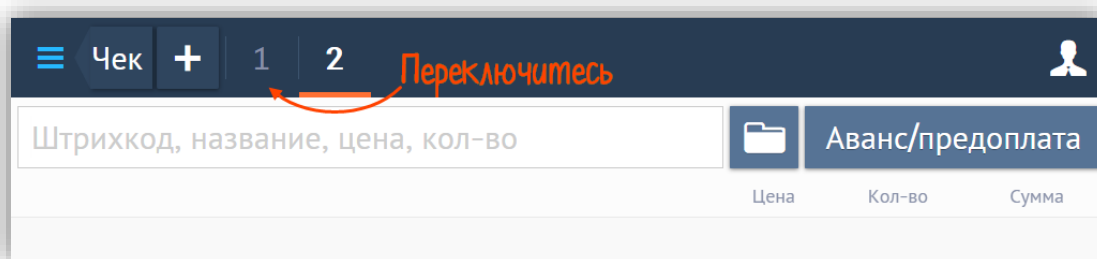 Чек + 1 2 Переключитесь
Штрихкод, название, цена, кол-во Аванс/предоплата
Цена Кол-во Сумма